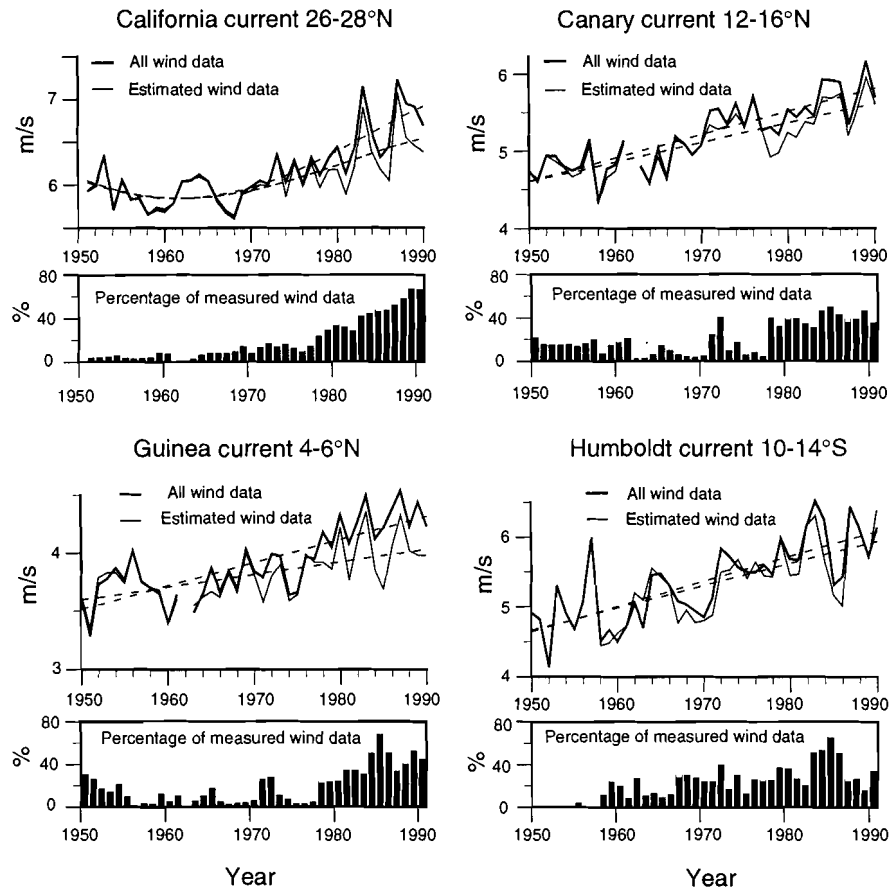 California current 26-28°N
All wind data
Estimated wind data
m/s
7
6
1950 1960 1970 1980 1990
80
40
0
%
Percentage of measured wind data
1950 1960 1970 1980 1990
Canary current 12-16°N
All wind data
Estimated wind data
m/s
6
5
4
1950 1960 1970 1980 1990
80
40
0
%
Percentage of measured wind data
1950 1960 1970 1980 1990
Guinea current 4-6°N
All wind data
Estimated wind data
m/s
4
3
1950 1960 1970 1980 1990
80
40
0
%
Percentage of measured wind data
1950 1960 1970 1980 1990
Year
Humboldt current 10-14°S
All wind data
Estimated wind data
m/s
6
5
4
1950 1960 1970 1980 1990
80
40
0
%
Percentage of measured wind data
1950 1960 1970 1980 1990
Year